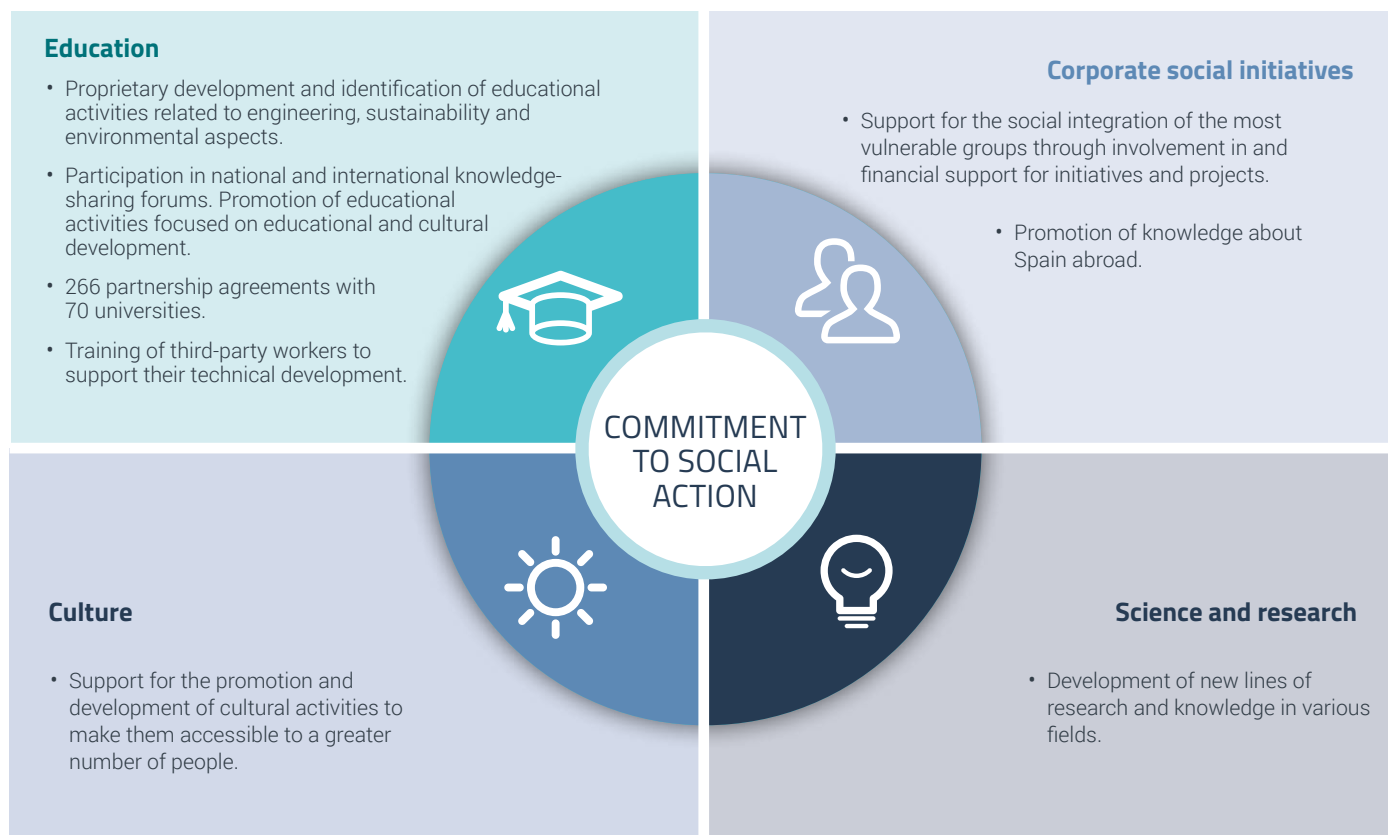 Education
• Proprietary development and identification of educational
activities related to engineering, sustainability and
environmental aspects.
• Participation in national and international knowledge-
sharing forums. Promotion of educational
activities focused on educational and cultural
development.
• 266 partnership agreements with
70 universities.
• Training of third-party workers to
support their technical development.
Corporate social initiatives
• Support for the social integration of the most
vulnerable groups through involvement in and
financial support for initiatives and projects.
• Promotion of knowledge about
Spain abroad.
COMMITMENT
TO SOCIAL
ACTION
Culture
• Support for the promotion and
development of cultural activities to
make them accessible to a greater
number of people.
Science and research
• Development of new lines of
research and knowledge in various
fields.